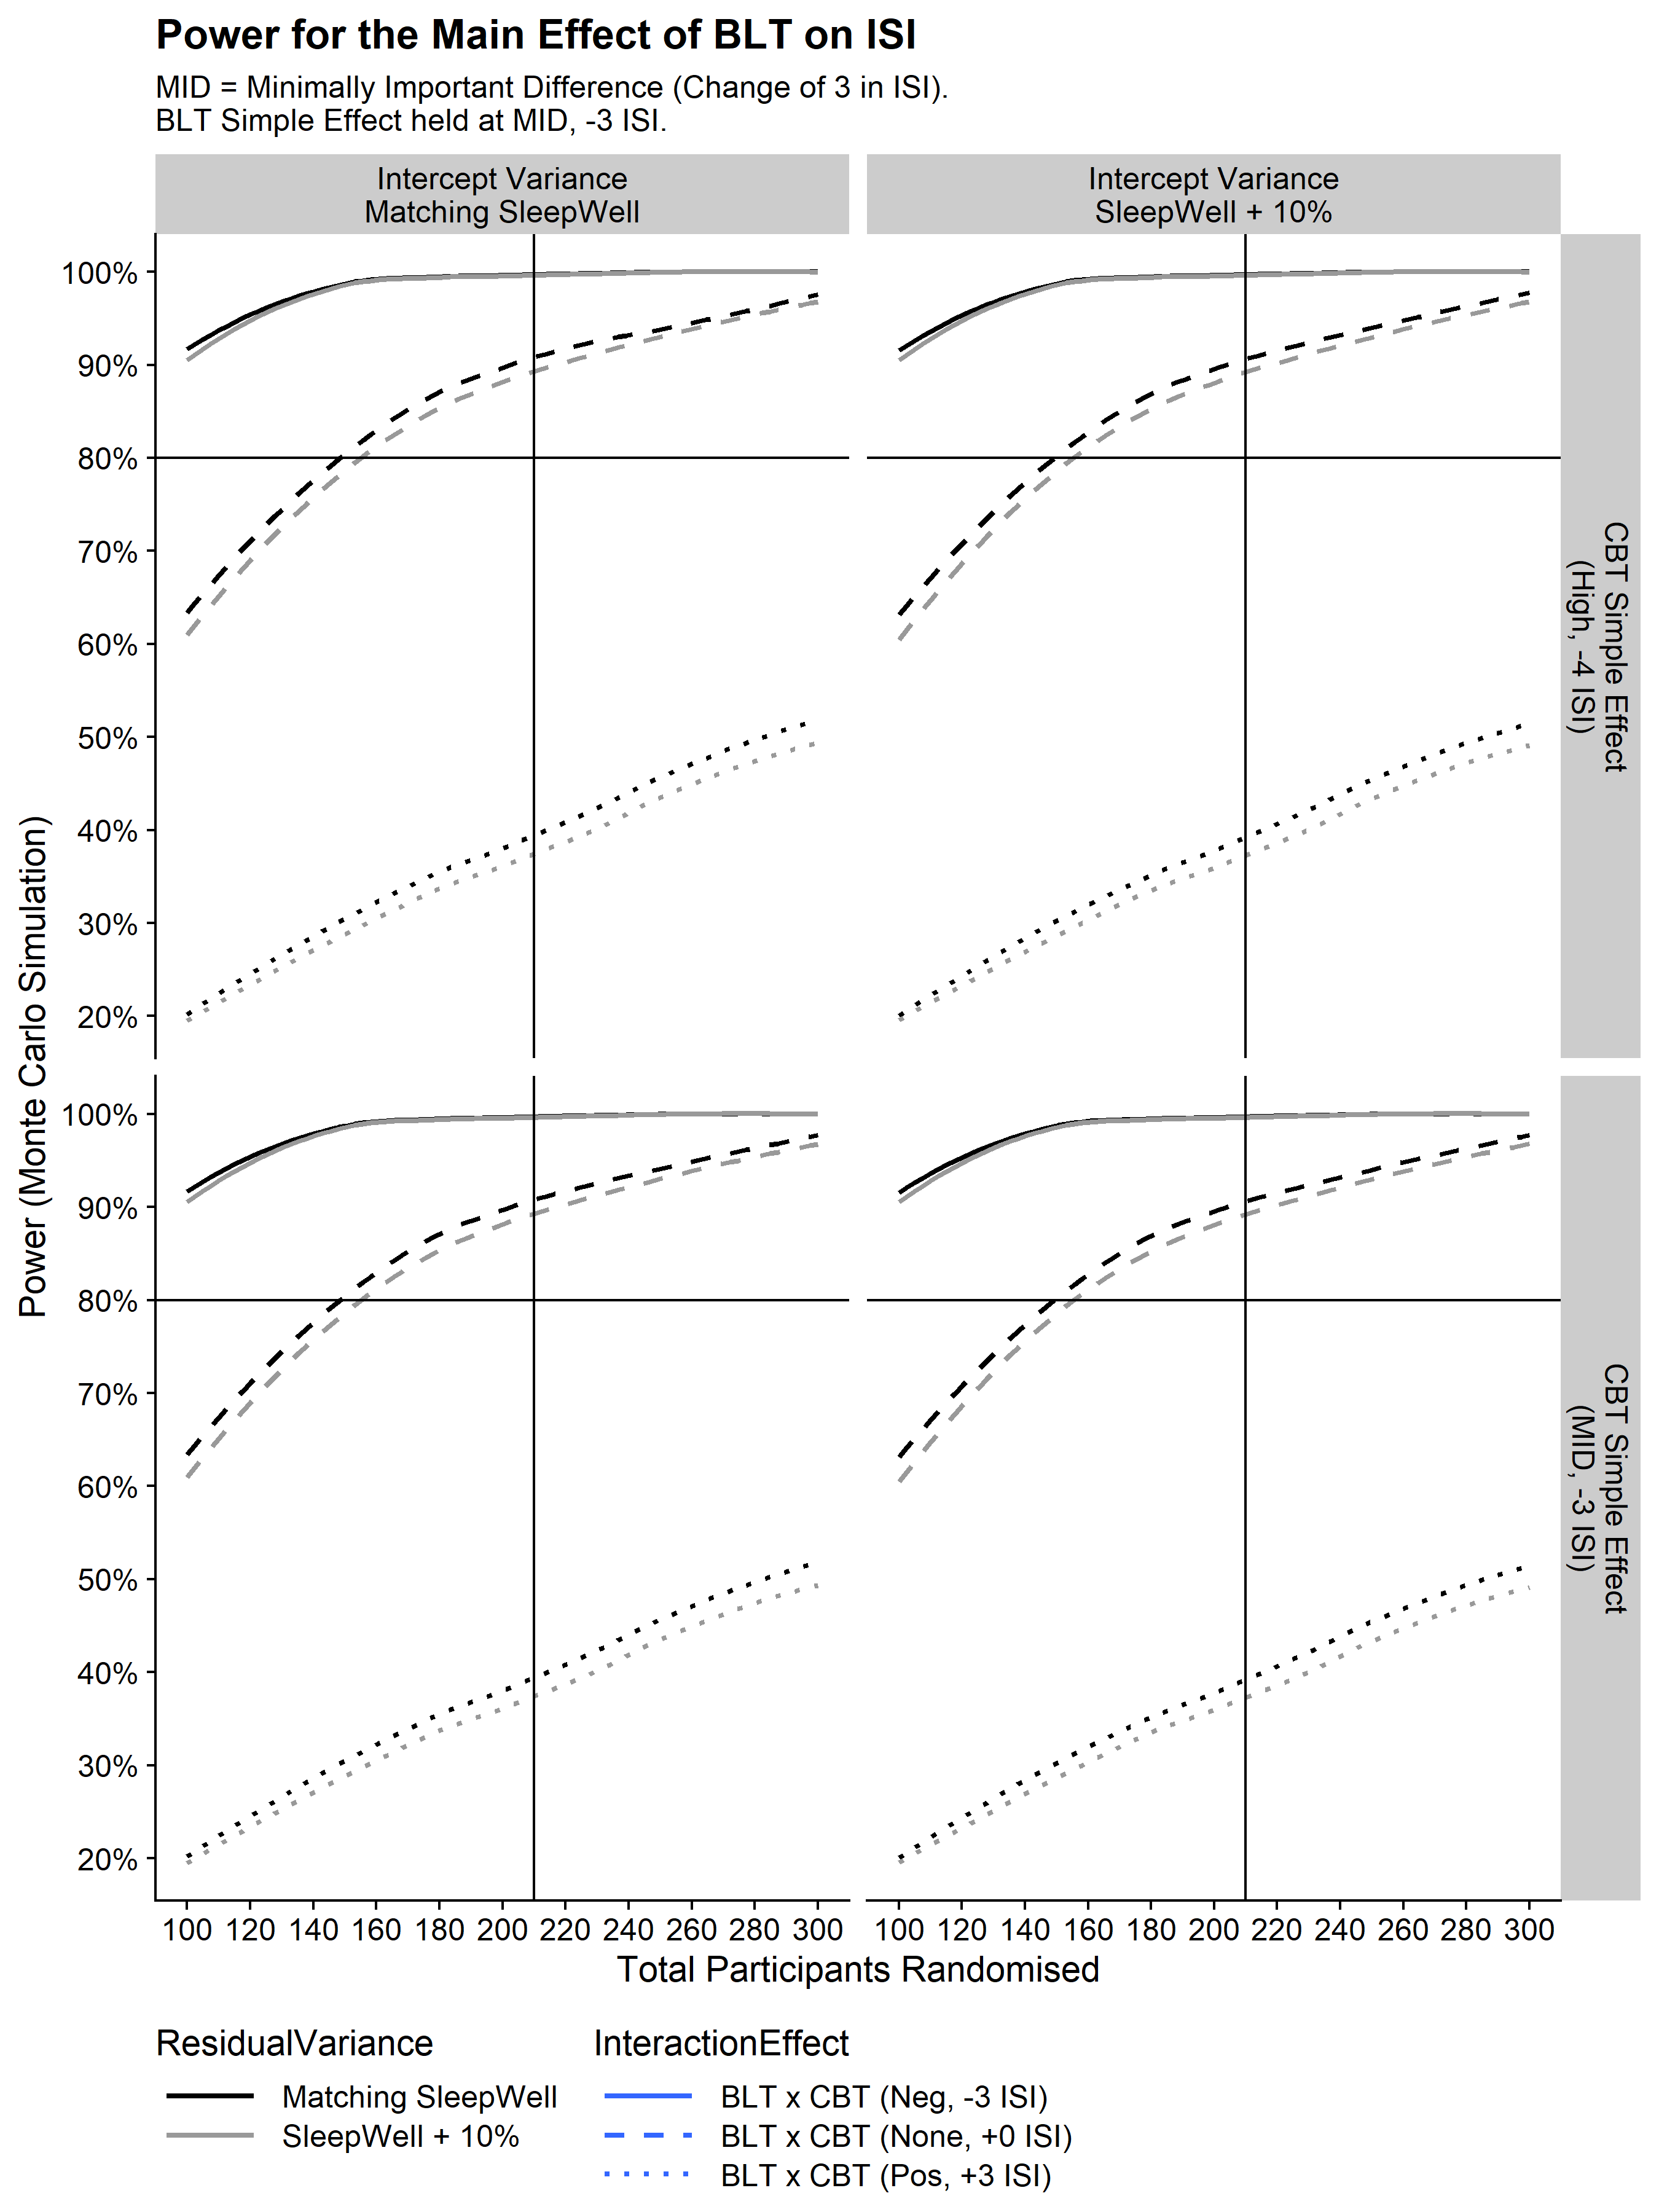 Power for the Main Effect of BLT on ISI
MID = Minimally Important Difference (Change of 3 in ISI).
BLT Simple Effect held at MID, -3 ISI.
Intercept Variance
Matching SleepWell
Intercept Variance
SleepWell + 10%
Power (Monte Carlo Simulation)
100%
90%
80%
70%
60%
50%
40%
30%
20%
CBT Simple Effect
(High, -4 ISI)
100%
90%
80%
70%
60%
50%
40%
30%
20%
CBT Simple Effect
(MID, -3 ISI)
100 120 140 160 180 200 220 240 260 280 300
100 120 140 160 180 200 220 240 260 280 300
Total Participants Randomised
ResidualVariance
Matching SleepWell
SleepWell + 10%
InteractionEffect
BLT x CBT (Neg, -3 ISI)
BLT x CBT (None, +0 ISI)
BLT x CBT (Pos, +3 ISI)